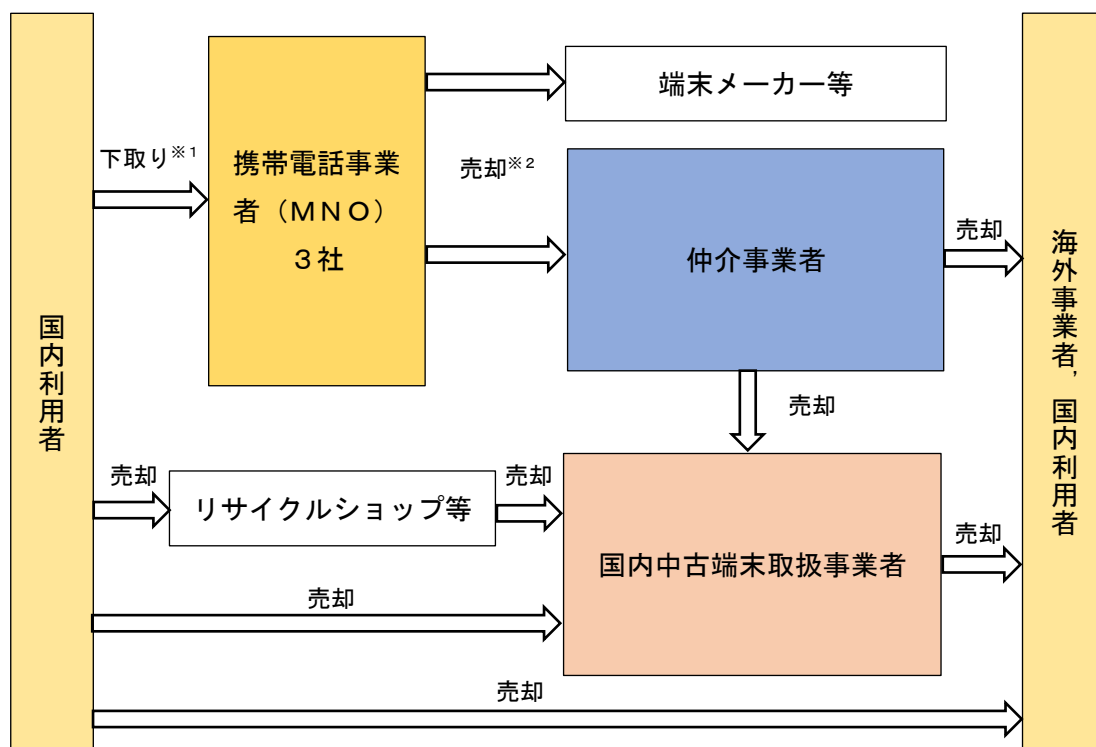 国内利用者
下取り※1
携帯電話事業
者（ＭＮＯ）
３社
端末メーカー等
売却※2
仲介事業者
売却
海外事業者，国内利用者
売却
売却
リサイクルショップ等
売却
国内中古端末取扱事業者
売却
売却
売却